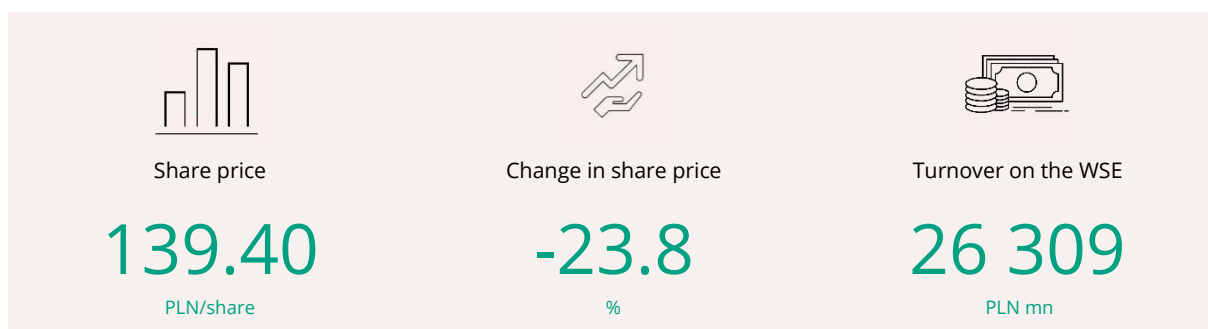 Share price
Change in share price
Turnover on the WSE
139.40
-23.8
26 309
PLN/share
%
PLN mn